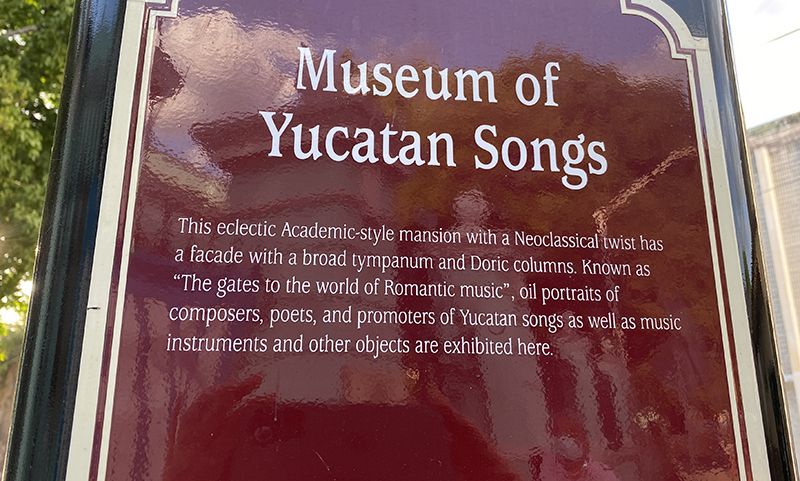 Museum of
Yucatan Songs
This eclectic Academic-style mansion with a Neoclassical twist has
a facade with a broad tympanum and Doric columns. Known as
“The gates to the world of Romantic music”, oil portraits of
composers, poets, and promoters of Yucatan songs as well as music
instruments and other objects are exhibited here.